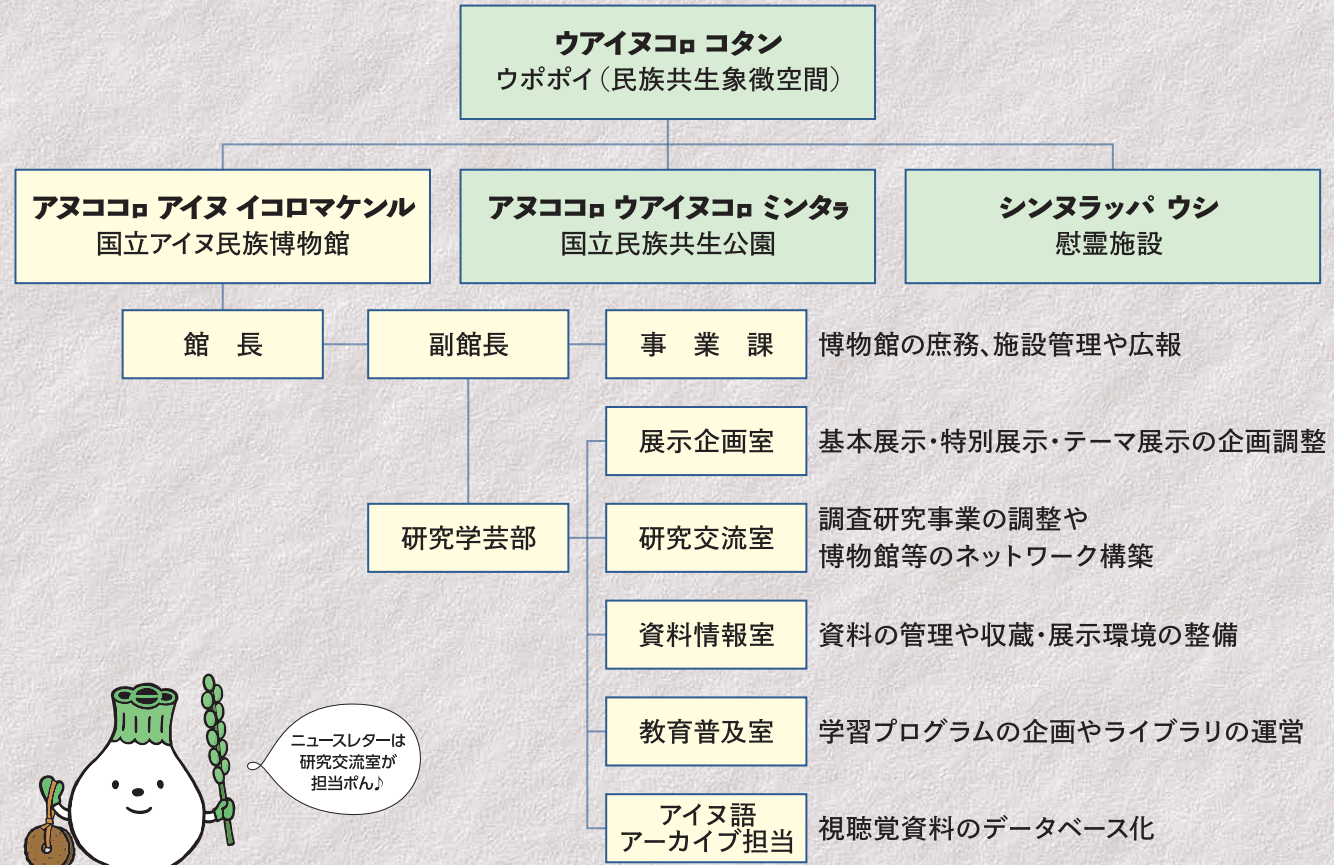 ウアイヌコㇿ コタン
ウポポイ（民族共生象徴空間）
アヌココㇿ アイヌ イコロマケンル
国立アイヌ民族博物館
アヌココㇿ ウアイヌコㇿ ミンタㇻ
国立民族共生公園
シンヌラッパ ウシ
慰霊施設
館　長
副館長
事　業　課
博物館の庶務、施設管理や広報
展示企画室
基本展示・特別展示・テーマ展示の企画調整
研究学芸部
研究交流室
調査研究事業の調整や
博物館等のネットワーク構築
資料情報室
資料の管理や収蔵・展示環境の整備
教育普及室
学習プログラムの企画やライブラリの運営
アイヌ語
アーカイブ担当
視聴覚資料のデータベース化
ニュースレターは
研究交流室が
担当ポん♪